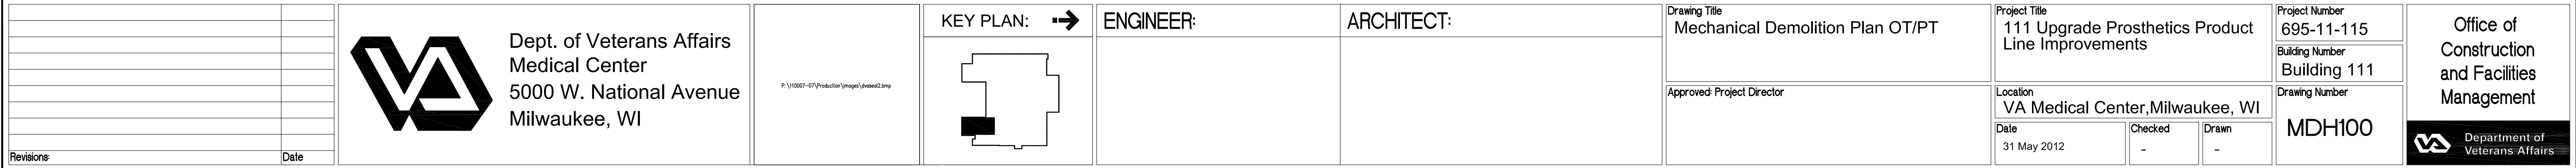 Revisions:
Date
VA
Dept. of Veterans Affairs
Medical Center
5000 W. National Avenue
Milwaukee, WI
P:\110007-07\Production\images\dvaseal2.bmp
KEY PLAN:
ENGINEER:
ARCHITECT:
Drawing Title
Mechanical Demolition Plan OT/PT
Approved: Project Director
Project Title
111 Upgrade Prosthetics Product
Line Improvements
Location
VA Medical Center,Milwaukee, WI
Date
31 May 2012
Checked
-
Drawn
-
Project Number
695-11-115
Building Number
Building 111
Drawing Number
MDH100
Office of
Construction
and Facilities
Management
VA
Department of
Veterans Affairs